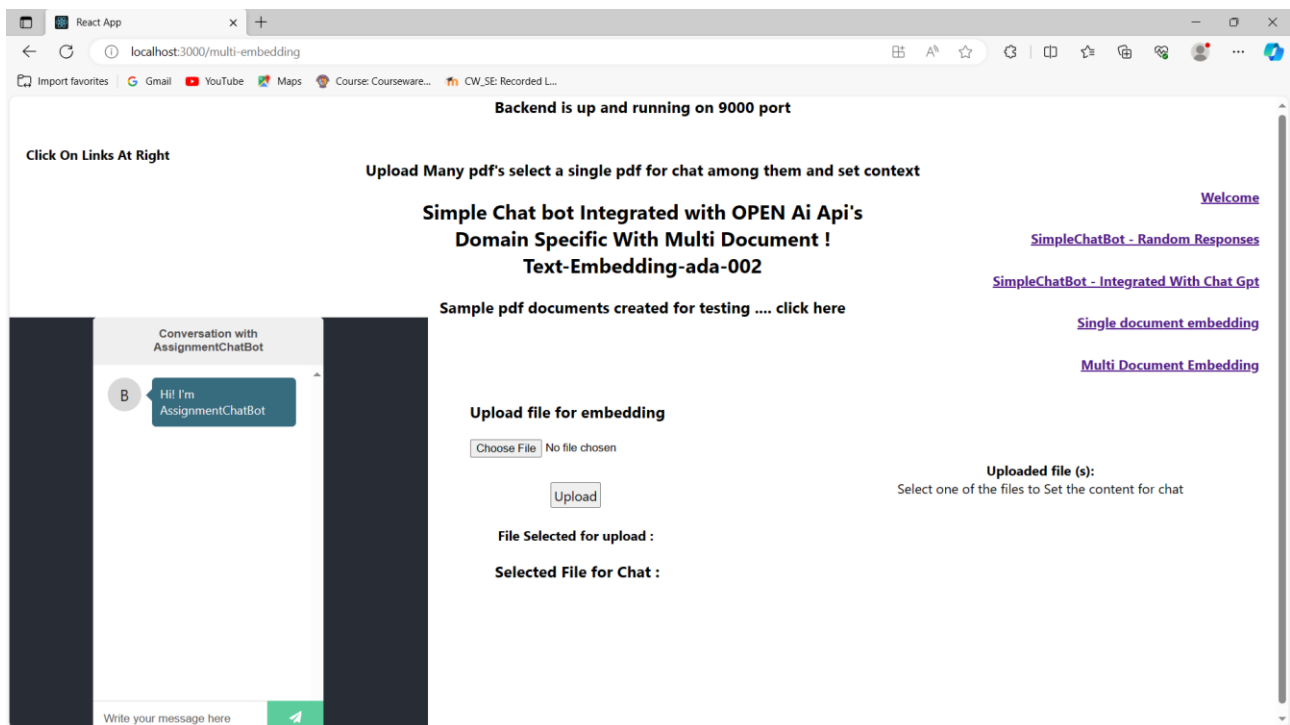 React App
localhost:3000/multi-embedding
Import favorites
Gmail
YouTube
Maps
Course: Courseware...
CW_SE: Recorded L...
Backend is up and running on 9000 port
Click On Links At Right
Upload Many pdf's select a single pdf for chat among them and set context
Simple Chat bot Integrated with OPEN Ai Api's
Domain Specific With Multi Document !
Text-Embedding-ada-002
Sample pdf documents created for testing .... click here
Welcome
SimpleChatBot - Random Responses
SimpleChatBot - Integrated With Chat Gpt
Single document embedding
Multi Document Embedding
Conversation with
AssignmentChatBot
B
Hi! I'm
AssignmentChatBot
Write your message here
Upload file for embedding
Choose File No file chosen
Upload
File Selected for upload :
Selected File for Chat :
Uploaded file (s):
Select one of the files to Set the content for chat